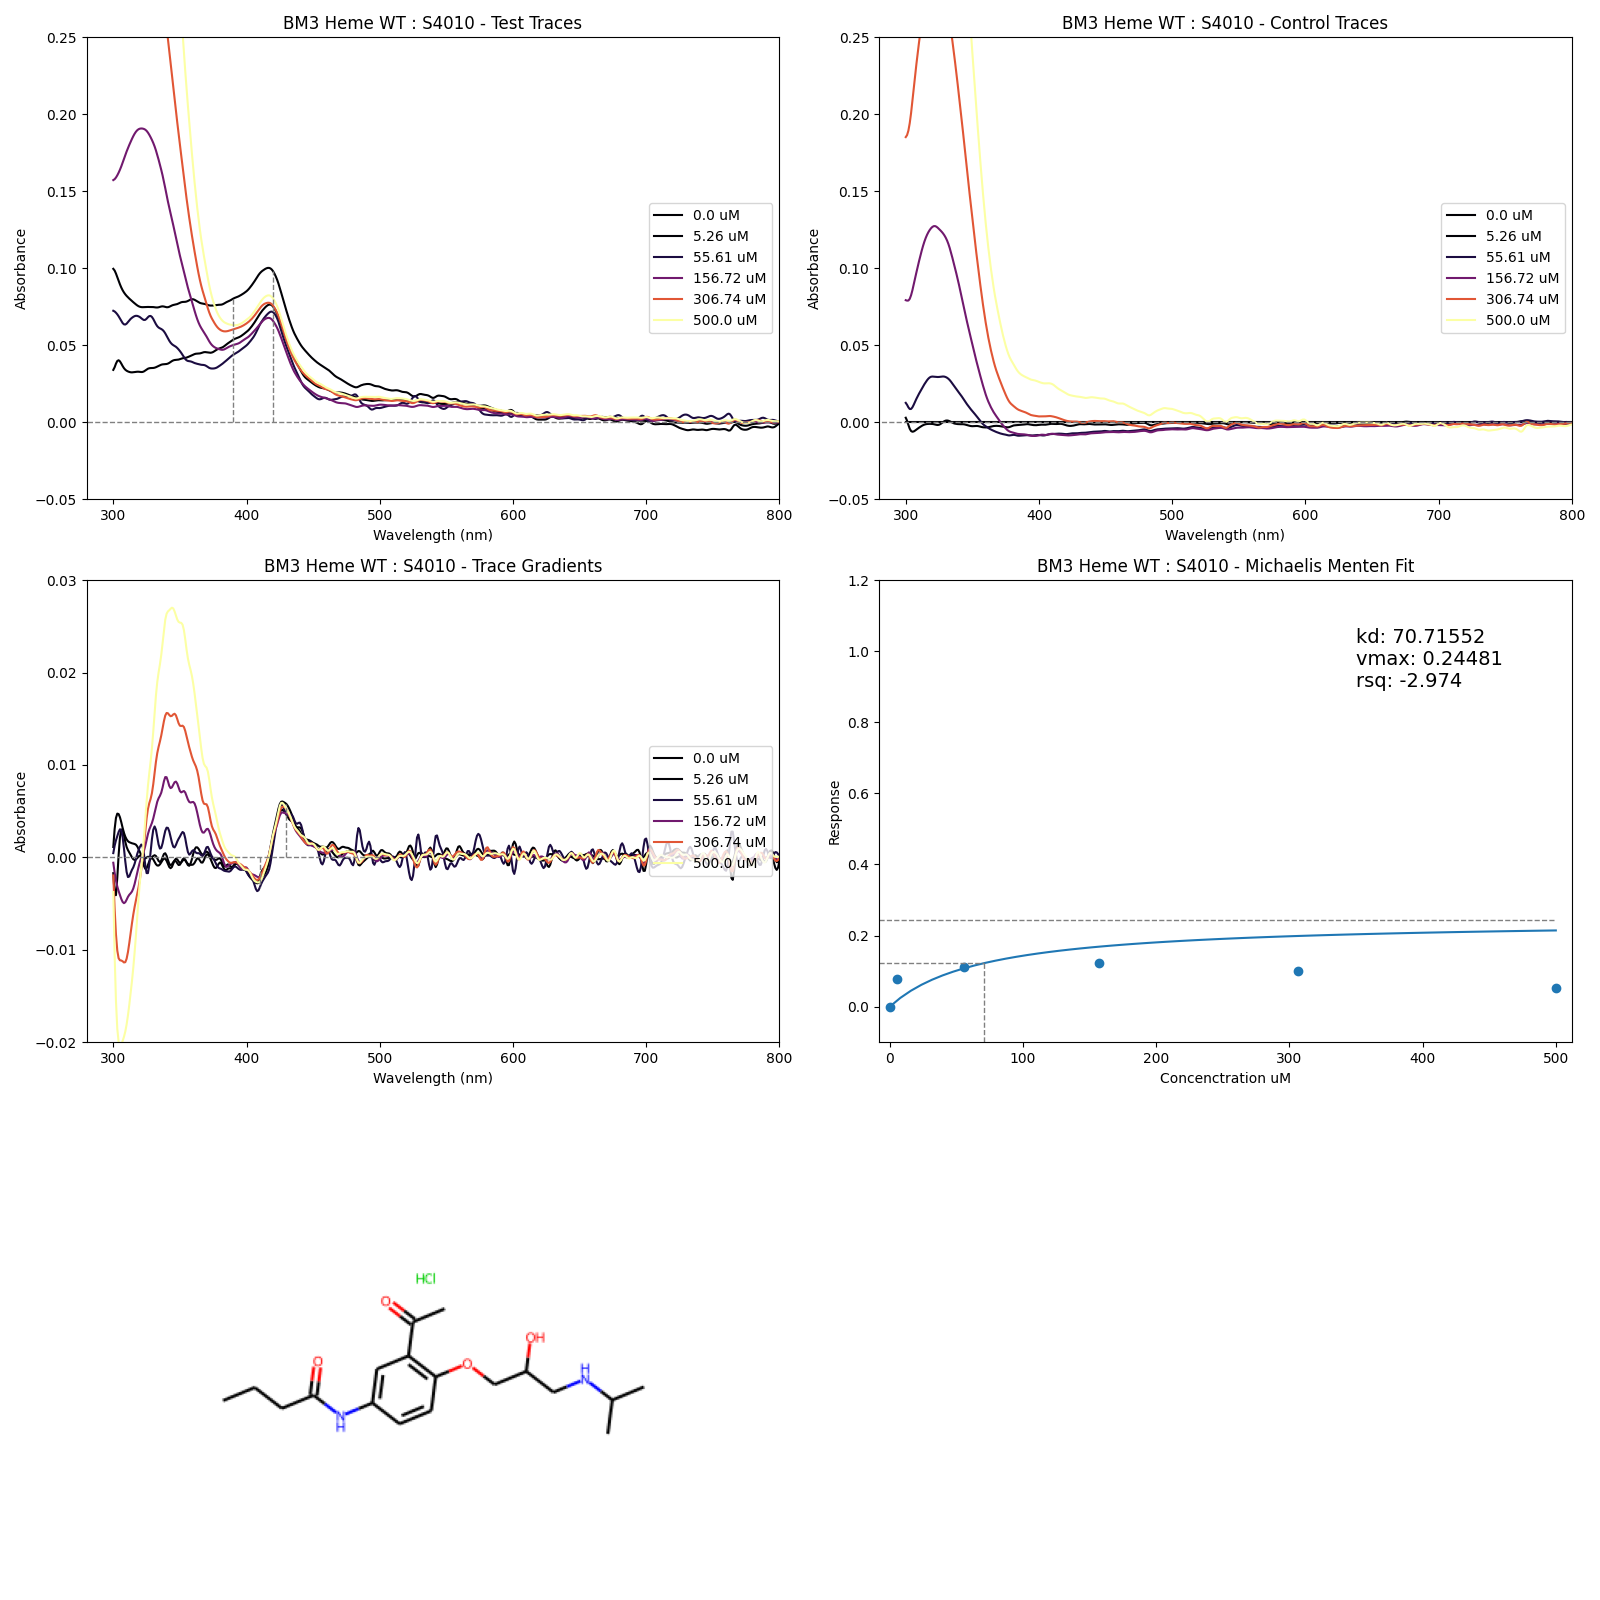 BM3 Heme WT : S4010 - Test Traces
0.25
0.20
0.15
0.10
0.05
0.00
−0.05
Absorbance
300
400
500
600
700
800
Wavelength (nm)
0.0 uM
5.26 uM
55.61 uM
156.72 uM
306.74 uM
500.0 uM
BM3 Heme WT : S4010 - Control Traces
0.25
0.20
0.15
0.10
0.05
0.00
−0.05
Absorbance
300
400
500
600
700
800
Wavelength (nm)
0.0 uM
5.26 uM
55.61 uM
156.72 uM
306.74 uM
500.0 uM
BM3 Heme WT : S4010 - Trace Gradients
0.03
0.02
0.01
0.00
−0.01
−0.02
Absorbance
300
400
500
600
700
800
Wavelength (nm)
0.0 uM
5.26 uM
55.61 uM
156.72 uM
306.74 uM
500.0 uM
BM3 Heme WT : S4010 - Michaelis Menten Fit
1.2
1.0
0.8
0.6
0.4
0.2
0.0
Response
0
100
200
300
400
500
Concenctration uM
kd: 70.71552
vmax: 0.24481
rsq: -2.974
HCl
O
OH
O
O
H
N
N
H